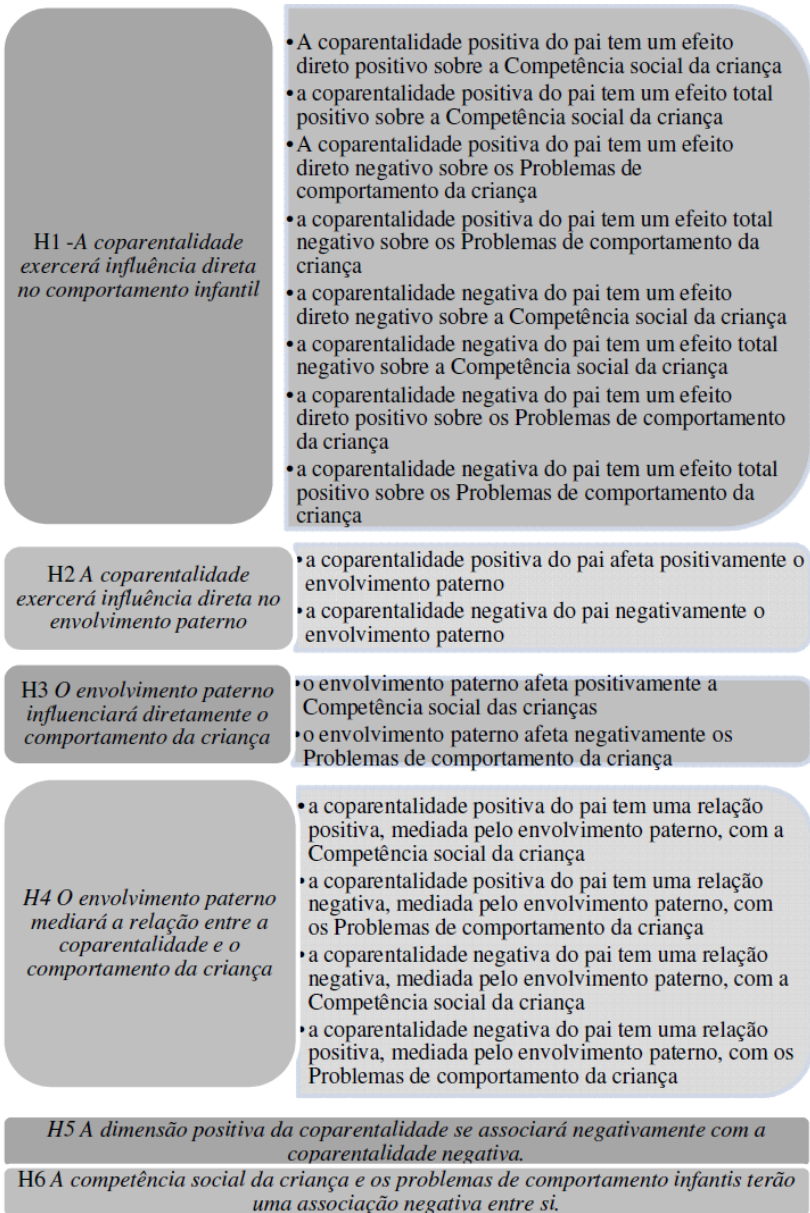 H1 -A coparentalidade
exercerá influência direta
no comportamento infantil
•A coparentalidade positiva do pai tem um efeito
direto positivo sobre a Competência social da criança
•a coparentalidade positiva do pai tem um efeito total
positivo sobre a Competência social da criança
•A coparentalidade positiva do pai tem um efeito
direto negativo sobre os Problemas de
comportamento da criança
•a coparentalidade positiva do pai tem um efeito total
negativo sobre os Problemas de comportamento da
criança
•a coparentalidade negativa do pai tem um efeito
direto negativo sobre a Competência social da criança
•a coparentalidade negativa do pai tem um efeito total
negativo sobre a Competência social da criança
•a coparentalidade negativa do pai tem um efeito
direto positivo sobre os Problemas de comportamento
da criança
•a coparentalidade negativa do pai tem um efeito total
positivo sobre os Problemas de comportamento da
criança
H2 A coparentalidade
exercerá influência direta no
envolvimento paterno
•a coparentalidade positiva do pai afeta positivamente o
envolvimento paterno
•a coparentalidade negativa do pai negativamente o
envolvimento paterno
H3 O envolvimento paterno
influenciará diretamente o
comportamento da criança
•o envolvimento paterno afeta positivamente a
Competência social das crianças
•o envolvimento paterno afeta negativamente os
Problemas de comportamento da criança
H4 O envolvimento paterno
mediará a relação entre a
coparentalidade e o
comportamento da criança
•a coparentalidade positiva do pai tem uma relação
positiva, mediada pelo envolvimento paterno, com a
Competência social da criança
•a coparentalidade positiva do pai tem uma relação
negativa, mediada pelo envolvimento paterno, com
os Problemas de comportamento da criança
•a coparentalidade negativa do pai tem uma relação
negativa, mediada pelo envolvimento paterno, com a
Competência social da criança
•a coparentalidade negativa do pai tem uma relação
positiva, mediada pelo envolvimento paterno, com os
Problemas de comportamento da criança
H5 A dimensão positiva da coparentalidade se associará negativamente com a
coparentalidade negativa.
H6 A competência social da criança e os problemas de comportamento infantis terão
uma associação negativa entre si.